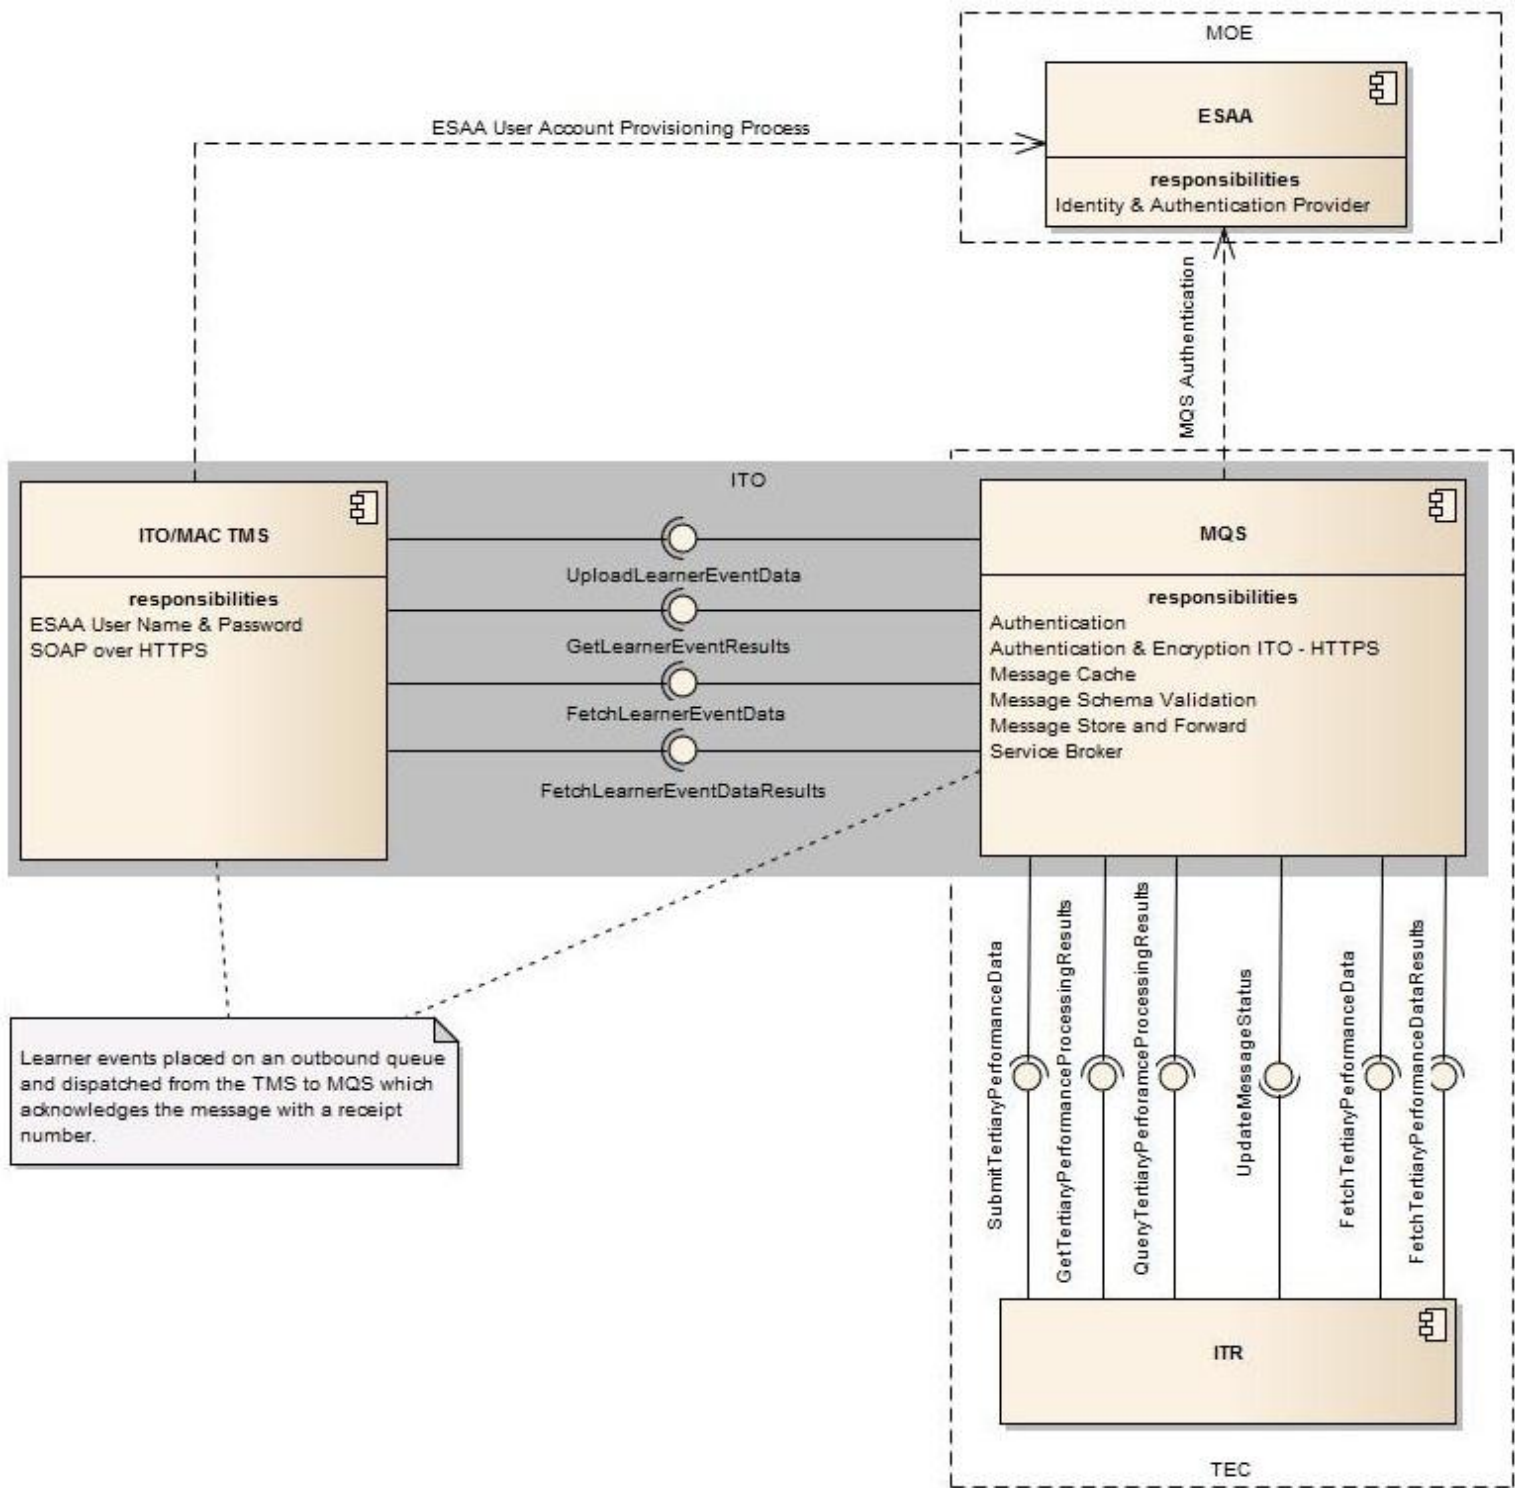 MOE
ESAA
responsibilities
Identity & Authentication Provider
ESAA User Account Provisioning Process
MQS Authentication
ITO
ITO/MAC TMS
responsibilities
ESAA User Name & Password
SOAP over HTTPS
UploadLearnerEventData
GetLearnerEventResults
FetchLearnerEventData
FetchLearnerEventDataResults
MQS
responsibilities
Authentication
Authentication & Encryption ITO - HTTPS
Message Cache
Message Schema Validation
Message Store and Forward
Service Broker
Learner events placed on an outbound queue
and dispatched from the TMS to MQS which
acknowledges the message with a receipt
number.
SubmitTertiaryPerformanceData
GetTertiaryPerformanceProcessingResults
QueryTertiaryPerforamceProcessingResults
UpdateMessageStatus
FetchTertiaryPerformanceData
FetchTertiaryPerformanceDataResults
ITR
TEC